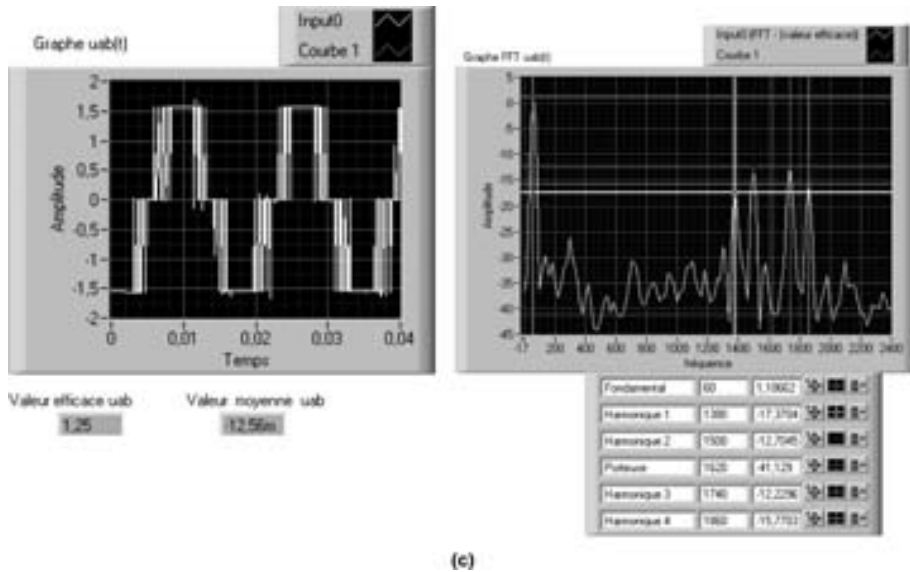 Input0
Graphe uab(t)
Courbe 1
Amplitude
2
1.5
1
0.5
0
-0.5
-1
-1.5
-2
0 0,01 0,02 0,03 0,04
Temps
Valeur efficace uab
1,25
Valeur moyenne uab
-12,56m
Input0 (FFT - (valeur efficace))
Graphe FFT uab(t)
Courbe 1
Amplitude
5
0
-5
-10
-15
-20
-25
-30
-35
-40
-45
-17 200 400 600 800 1000 1200 1400 1600 1800 2000 2200 2400
fréquence
Fondamental 60
Harmonique 1 1380
Harmonique 2 1500 -12,7045
Porteuse 1620 -41,129
Harmonique 3 1740 -12,2296
Harmonique 4 1860
(c)